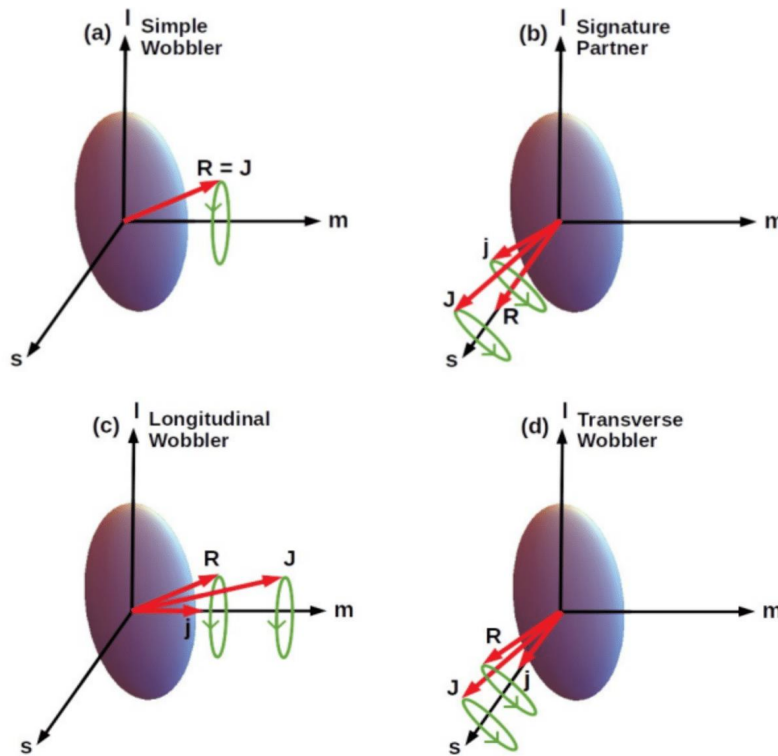 l
(a) Simple
Wobbler
R = J
m
s
l
(b) Signature
Partner
m
j
J
R
s
l
(c) Longitudinal
Wobbler
R J
m
j
s
l
(d) Transverse
Wobbler
m
R
j
J
s